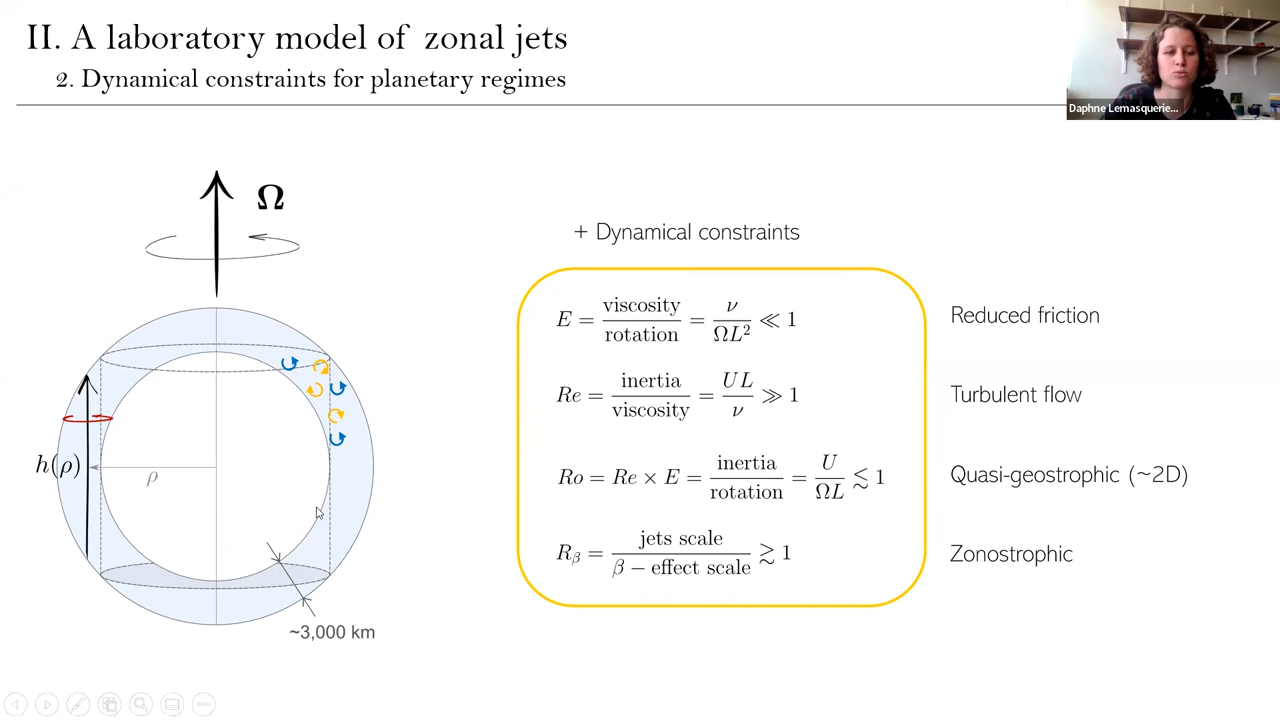 II. A laboratory model of zonal jets
2. Dynamical constraints for planetary regimes
Daphne Lemasquerie...
Ω
h(ρ)
ρ
~3,000 km
+ Dynamical constraints
E = viscosity / rotation = ν / ΩL² ≪ 1
Reduced friction
Re = inertia / viscosity = UL / ν ≫ 1
Turbulent flow
Ro = Re × E = inertia / rotation = U / ΩL ≲ 1
Quasi-geostrophic (~2D)
R_β = jets scale / β − effect scale ≳ 1
Zonostrophic